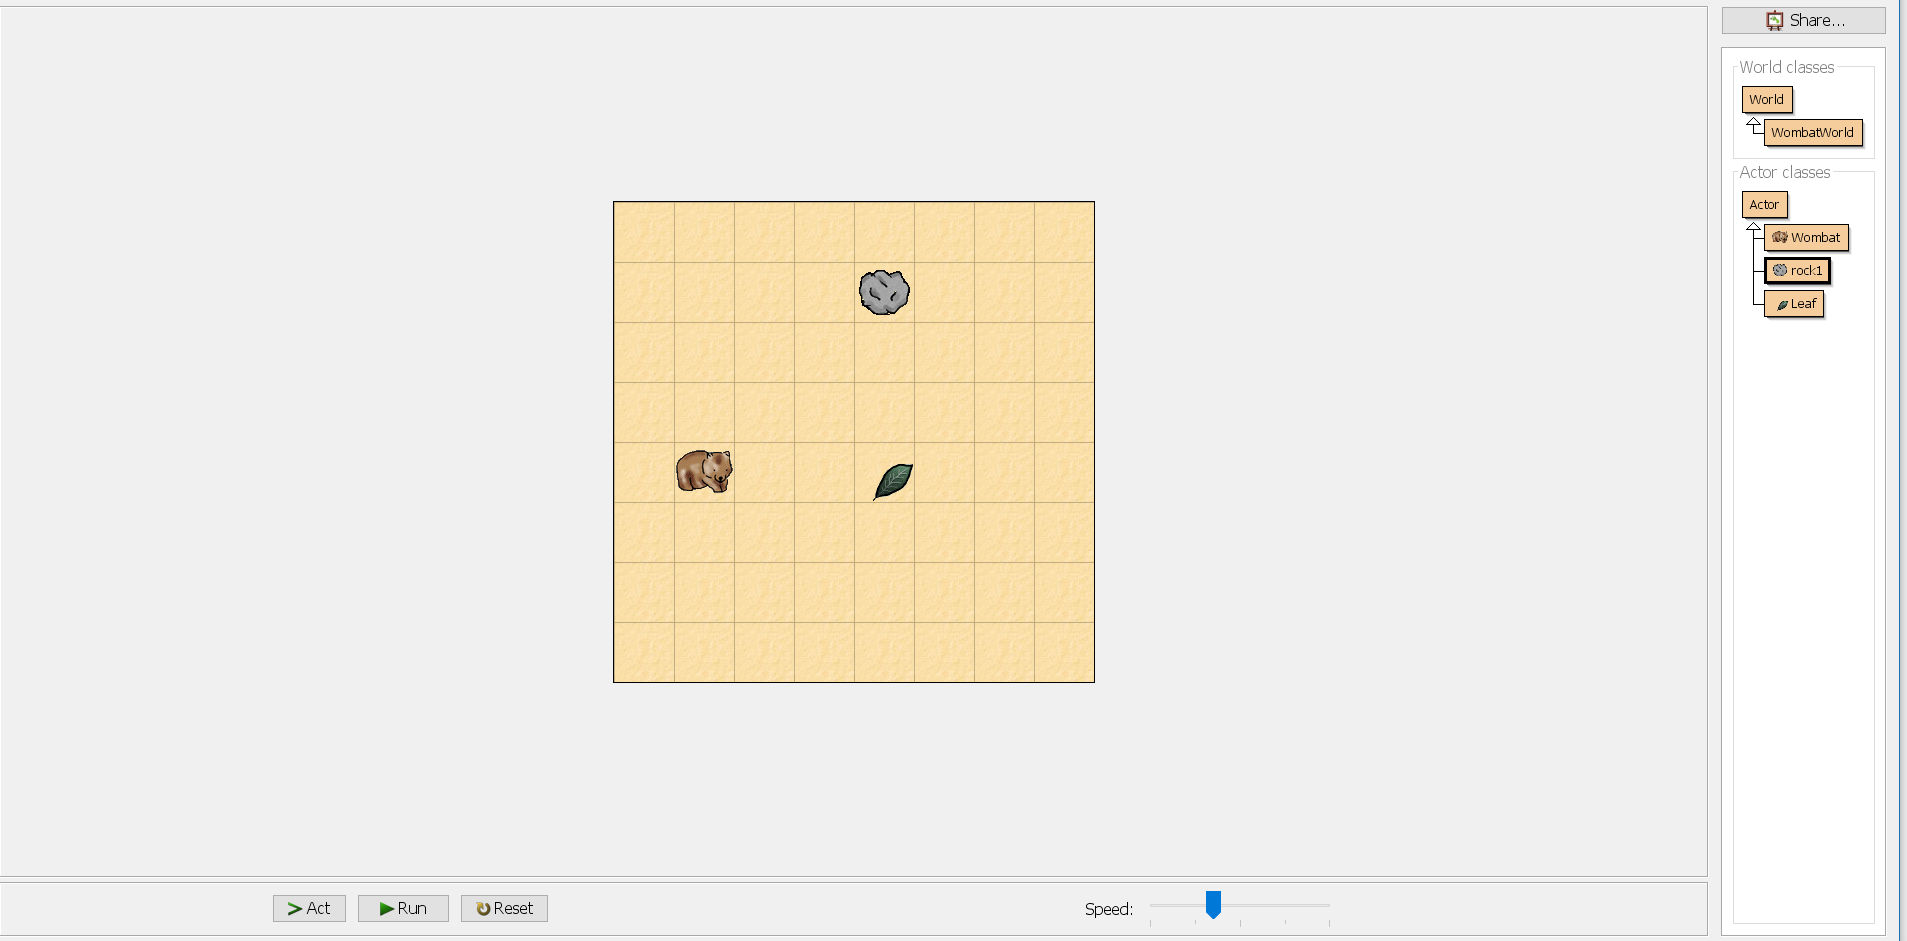 Share...
World classes
World
WombatWorld
Actor classes
Actor
Wombat
rock1
Leaf
Act
Run
Reset
Speed: